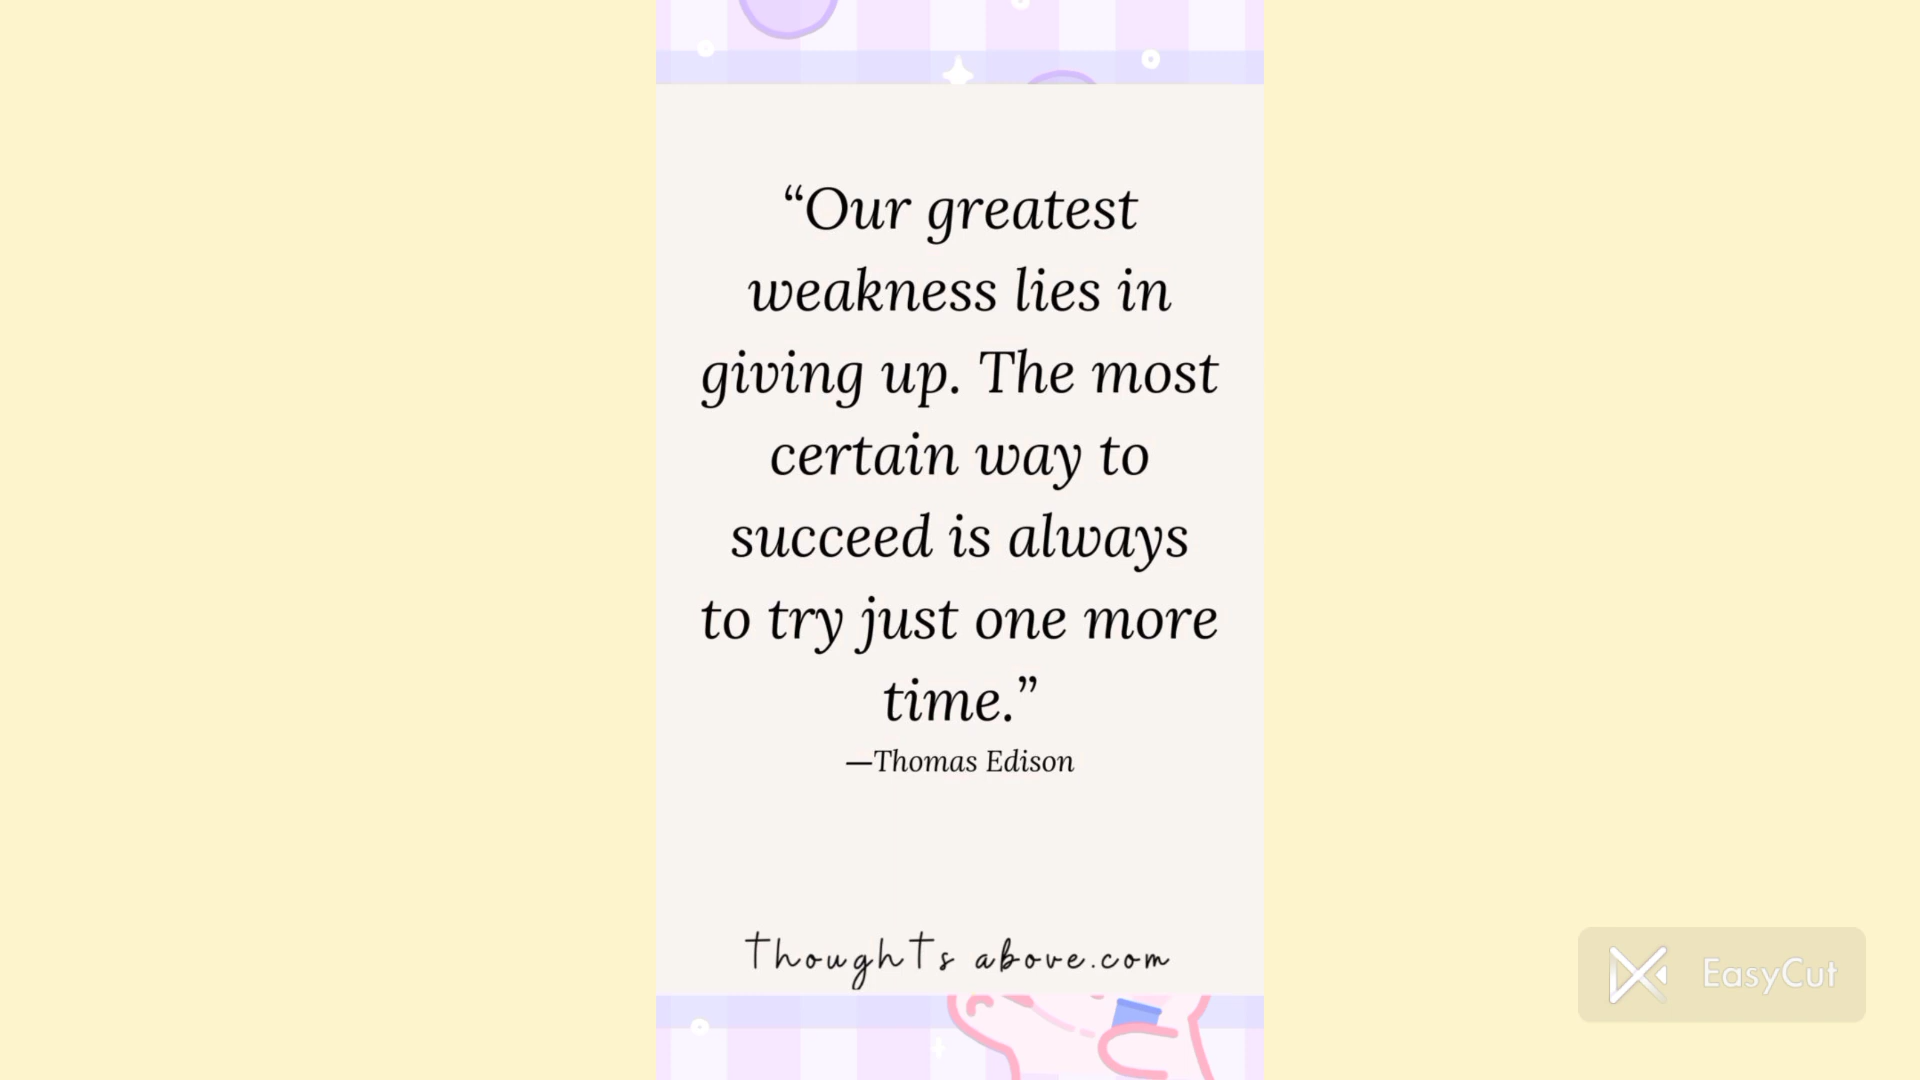 “Our greatest
weakness lies in
giving up. The most
certain way to
succeed is always
to try just one more
time.”
—Thomas Edison
Thoughts above.com
EasyCut